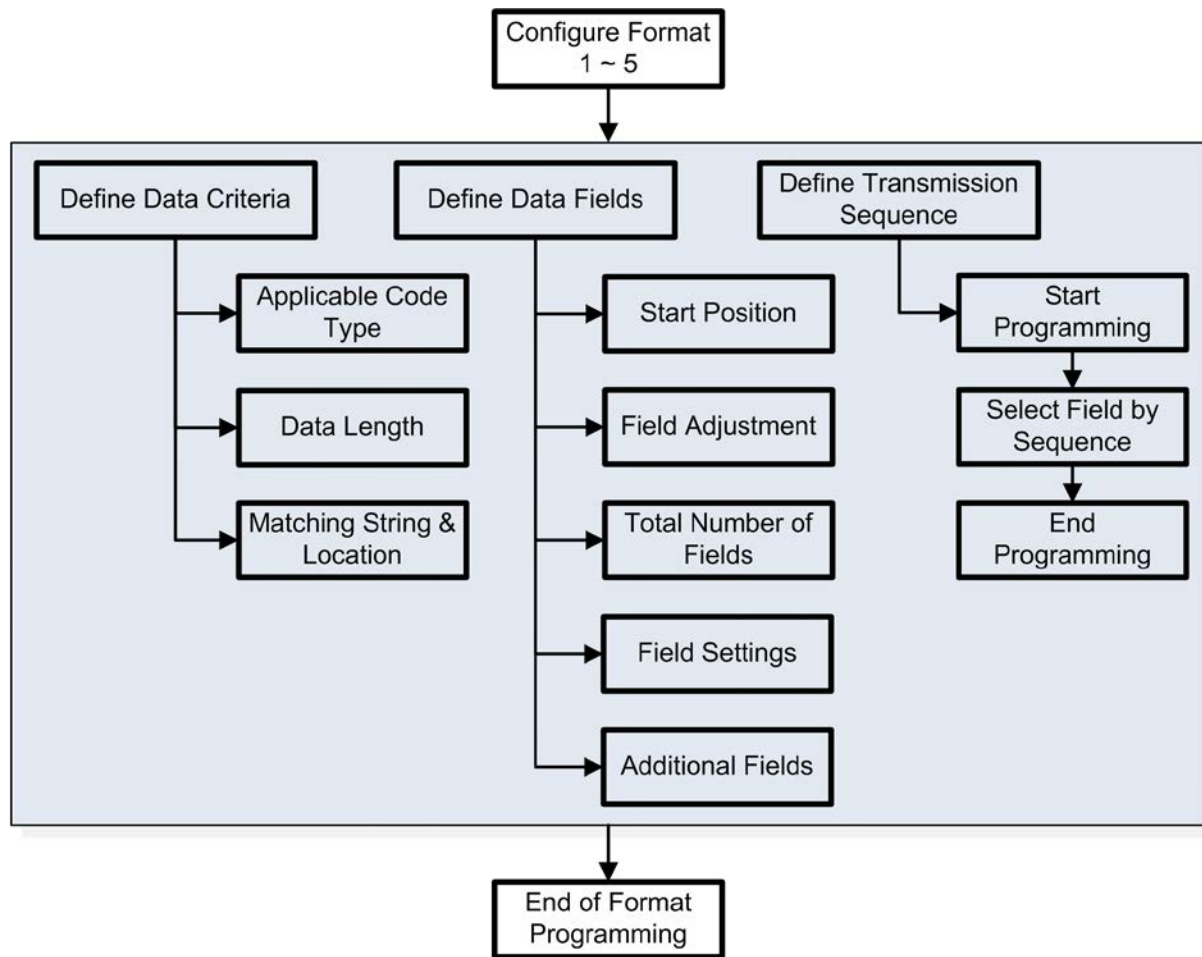 Configure Format
1 ~ 5
Define Data Criteria
Applicable Code
Type
Data Length
Matching String &
Location
Define Data Fields
Start Position
Field Adjustment
Total Number of
Fields
Field Settings
Additional Fields
Define Transmission
Sequence
Start
Programming
Select Field by
Sequence
End
Programming
End of Format
Programming